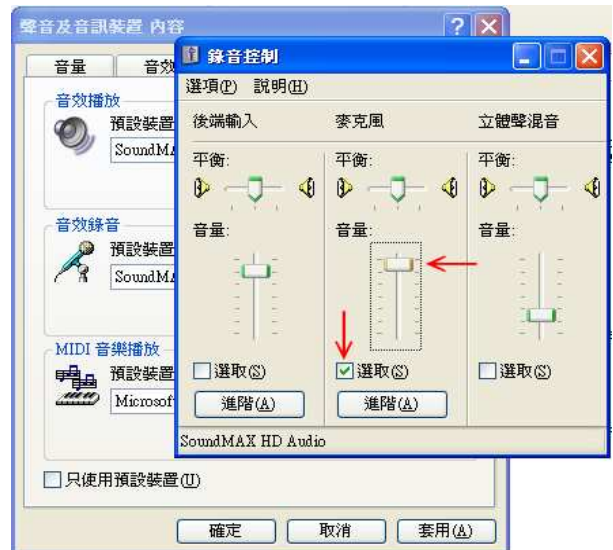 聲音及音訊裝置 內容
音量
音效播放
預設裝置
SoundMA
音效錄音
預設裝置
SoundMA
MIDI 音樂播放
預設裝置
Microsof
只使用預設裝置(U)
確定
取消
套用(A)
錄音控制
選項(P) 說明(H)
後端輸入
平衡:
音量:
選取(S)
進階(A)
麥克風
平衡:
音量:
選取(S)
進階(A)
立體聲混音
平衡:
音量:
選取(S)
SoundMAX HD Audio